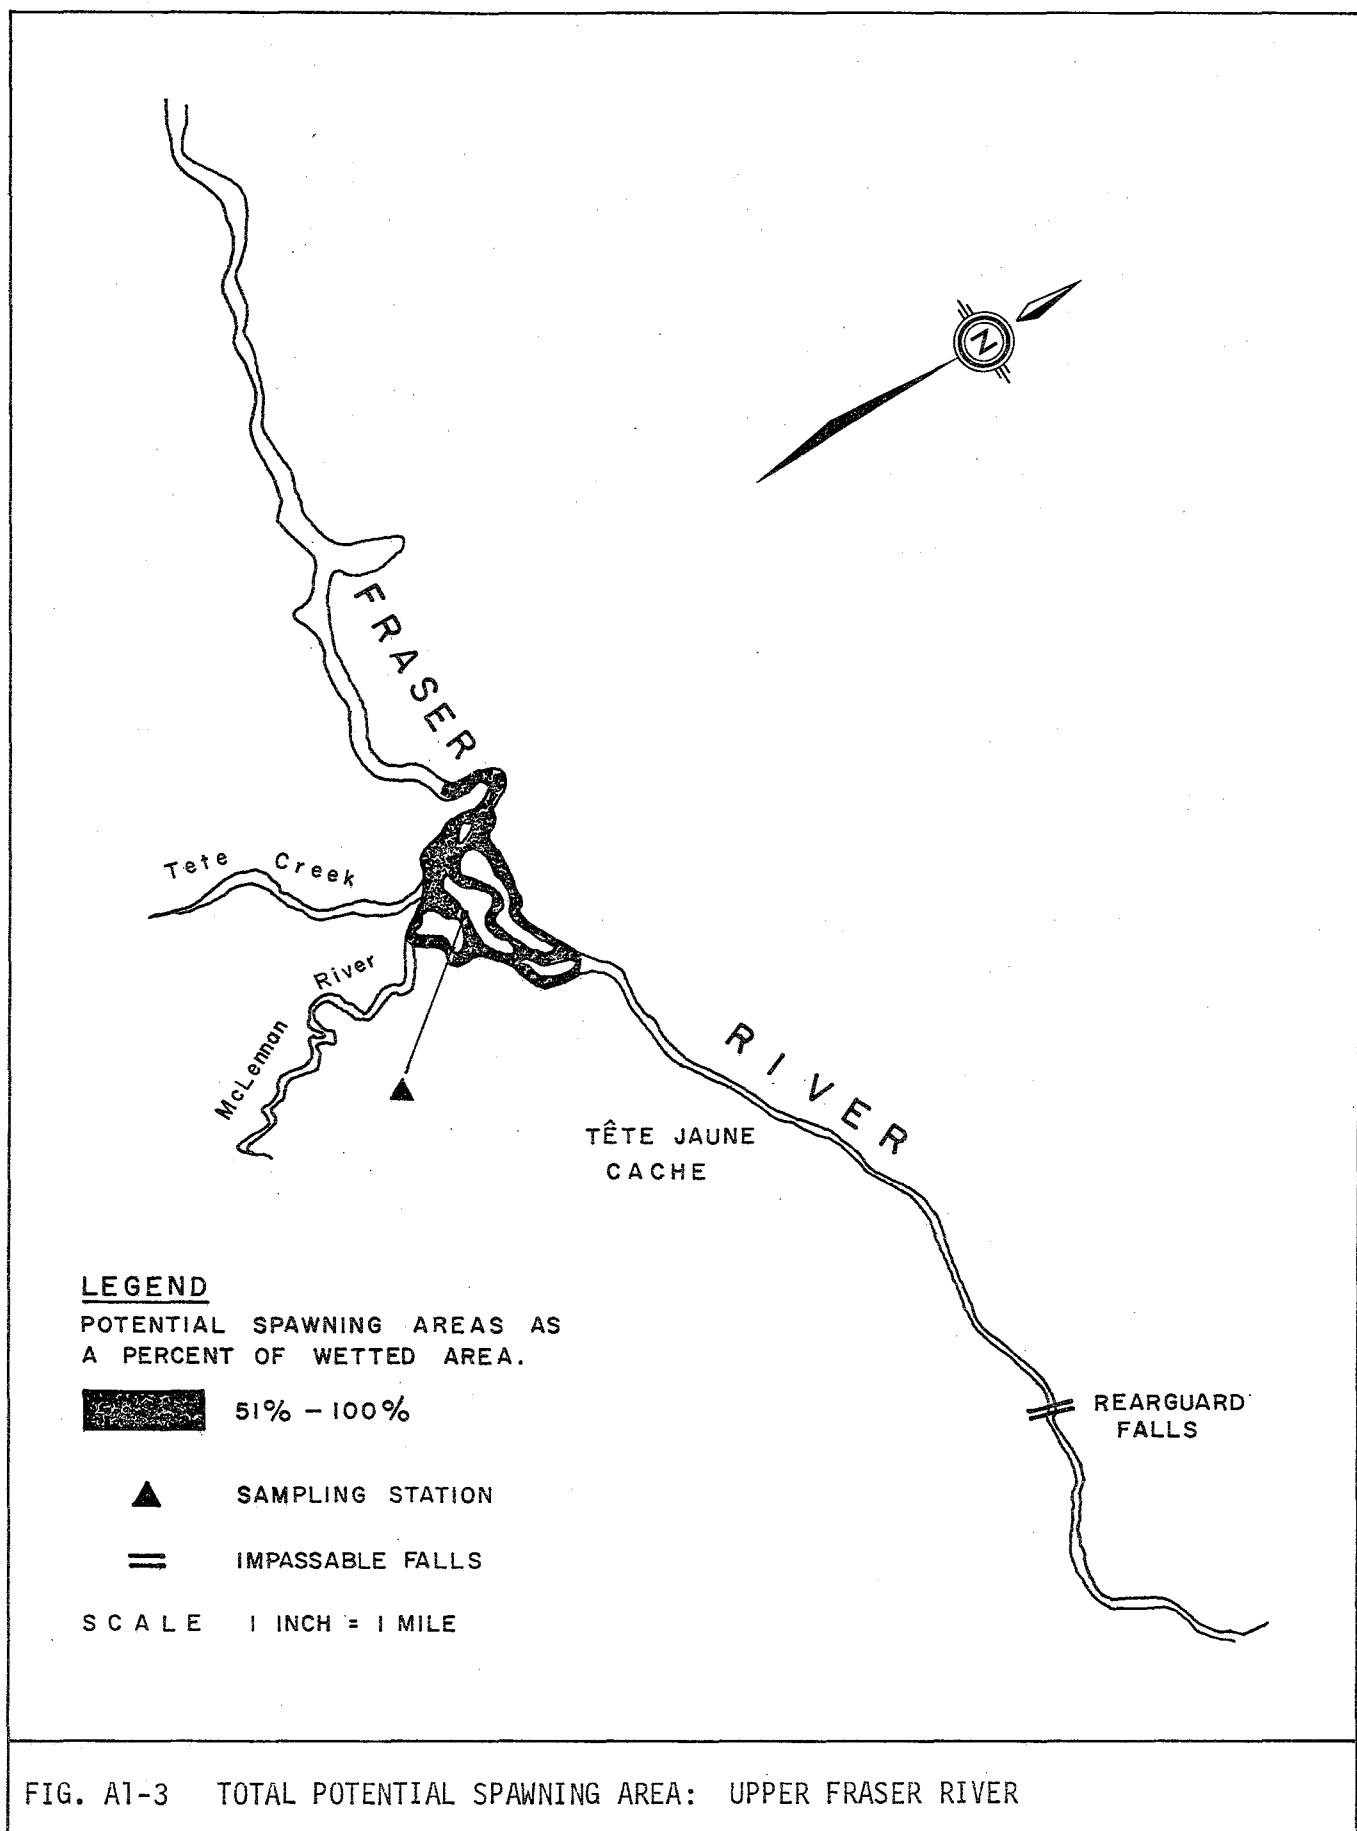 N
FRASER
Tete Creek
River
McLennan
RIVER
TÊTE JAUNE
CACHE
LEGEND
POTENTIAL SPAWNING AREAS AS
A PERCENT OF WETTED AREA.
51% - 100%
REARGUARD
FALLS
SAMPLING STATION
IMPASSABLE FALLS
SCALE 1 INCH = 1 MILE
FIG. A1-3 TOTAL POTENTIAL SPAWNING AREA: UPPER FRASER RIVER